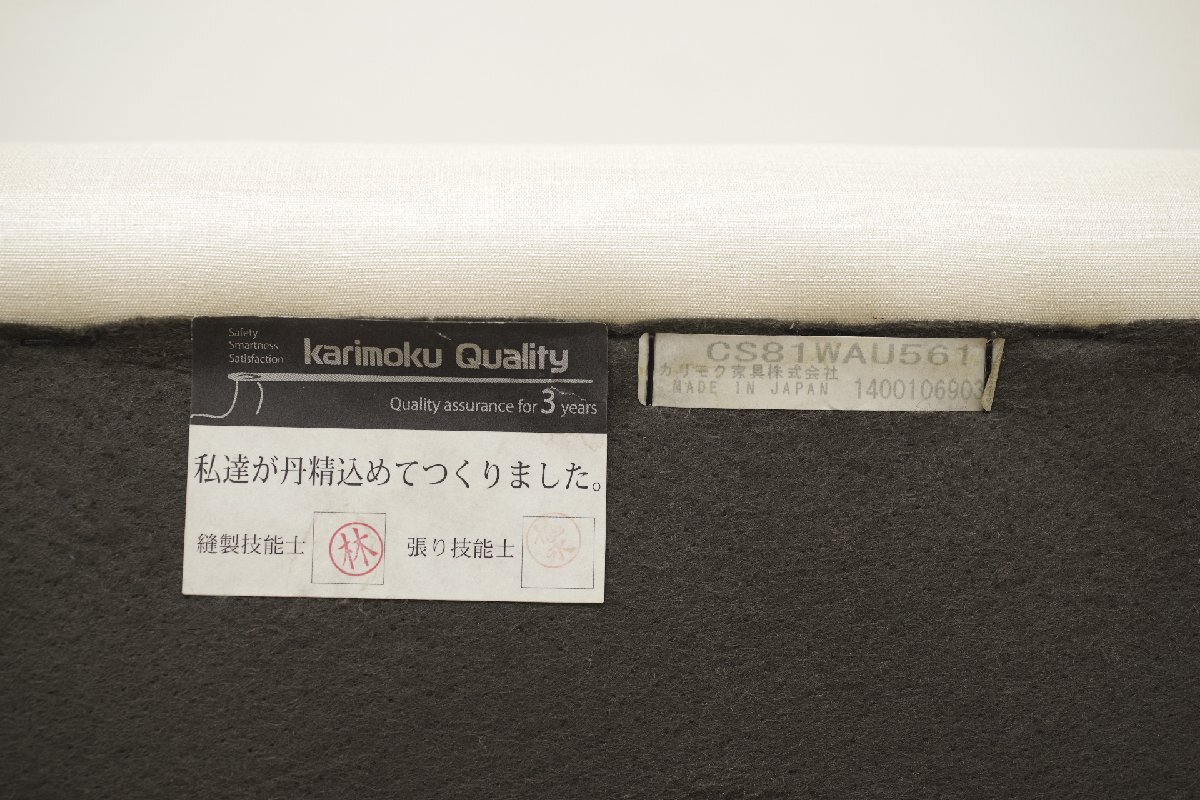 Safety
Smartness
Satisfaction
karimoku Quality
Quality assurance for 3 years
私達が丹精込めてつくりました。
縫製技能士 林 張り技能士
CS81WAU561
カリモク家具株式会社
MADE IN JAPAN 1400106903